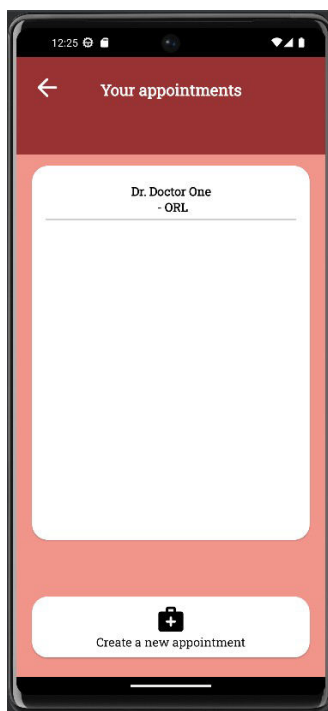 12:25
Your appointments
Dr. Doctor One
- ORL
Create a new appointment